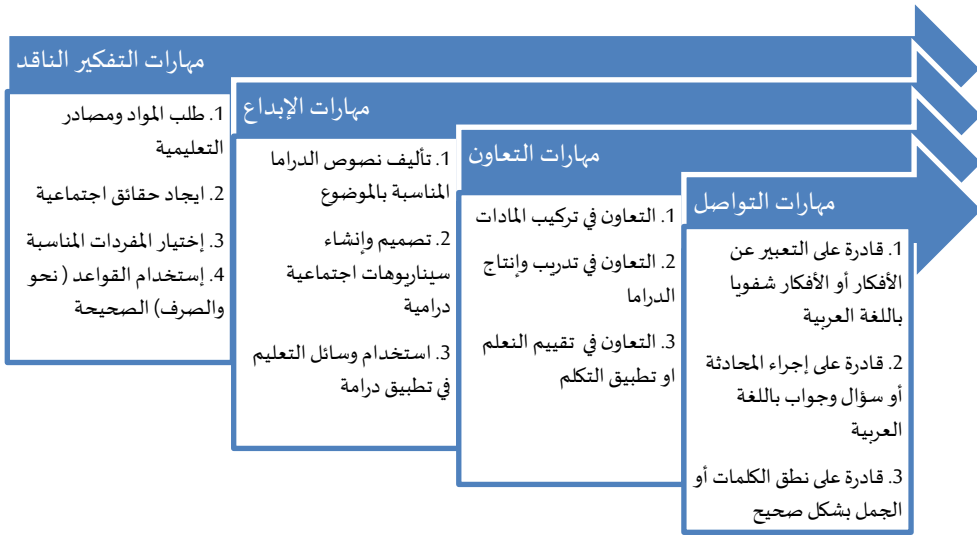 مهارات التفكير الناقد
1. طلب المواد ومصادر
التعليمية
2. ايجاد حقائق اجتماعية
3. إختيار المفردات المناسبة
4. إستخدام القواعد ( نحو
والصرف) الصحيحة
مهارات الإبداع
1. تأليف نصوص الدراما
المناسبة بالموضوع
2. تصميم وإنشاء
سيناريوهات اجتماعية
درامية
3. استخدام وسائل التعليم
في تطبيق درامة
مهارات التعاون
1. التعاون في تركيب المادات
2. التعاون في تدريب وإنتاج
الدراما
3. التعاون في تقييم النعلم
او تطبيق التكلم
مهارات التواصل
1. قادرة على التعبير عن
الأفكار أو الأفكار شفويا
باللغة العربية
2. قادرة على إجراء المحادثة
أو سؤال وجواب باللغة
العربية
3. قادرة على نطق الكلمات أو
الجمل بشكل صحيح